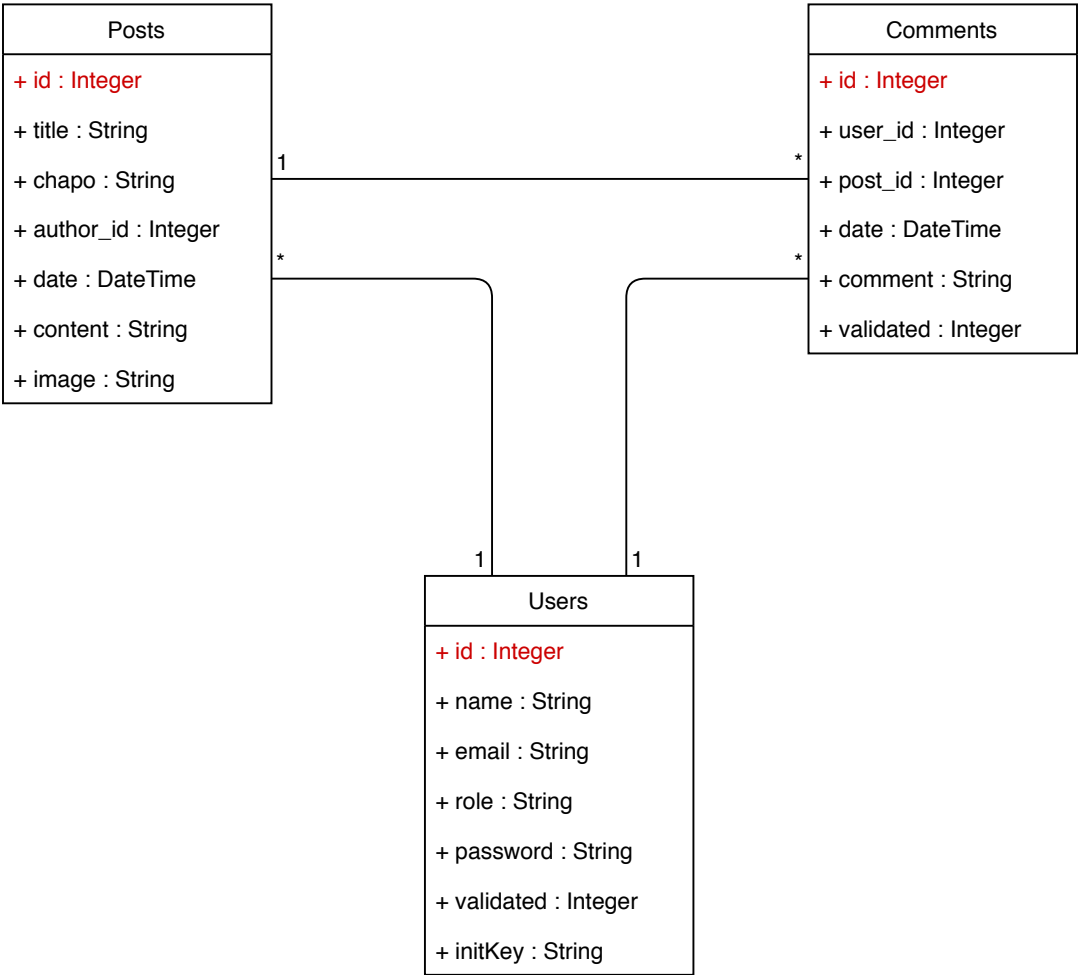 Posts
+ id : Integer
+ title : String
+ chapo : String
+ author_id : Integer
+ date : DateTime
+ content : String
+ image : String
1
*
*
*
Comments
+ id : Integer
+ user_id : Integer
+ post_id : Integer
+ date : DateTime
+ comment : String
+ validated : Integer
1
1
Users
+ id : Integer
+ name : String
+ email : String
+ role : String
+ password : String
+ validated : Integer
+ initKey : String